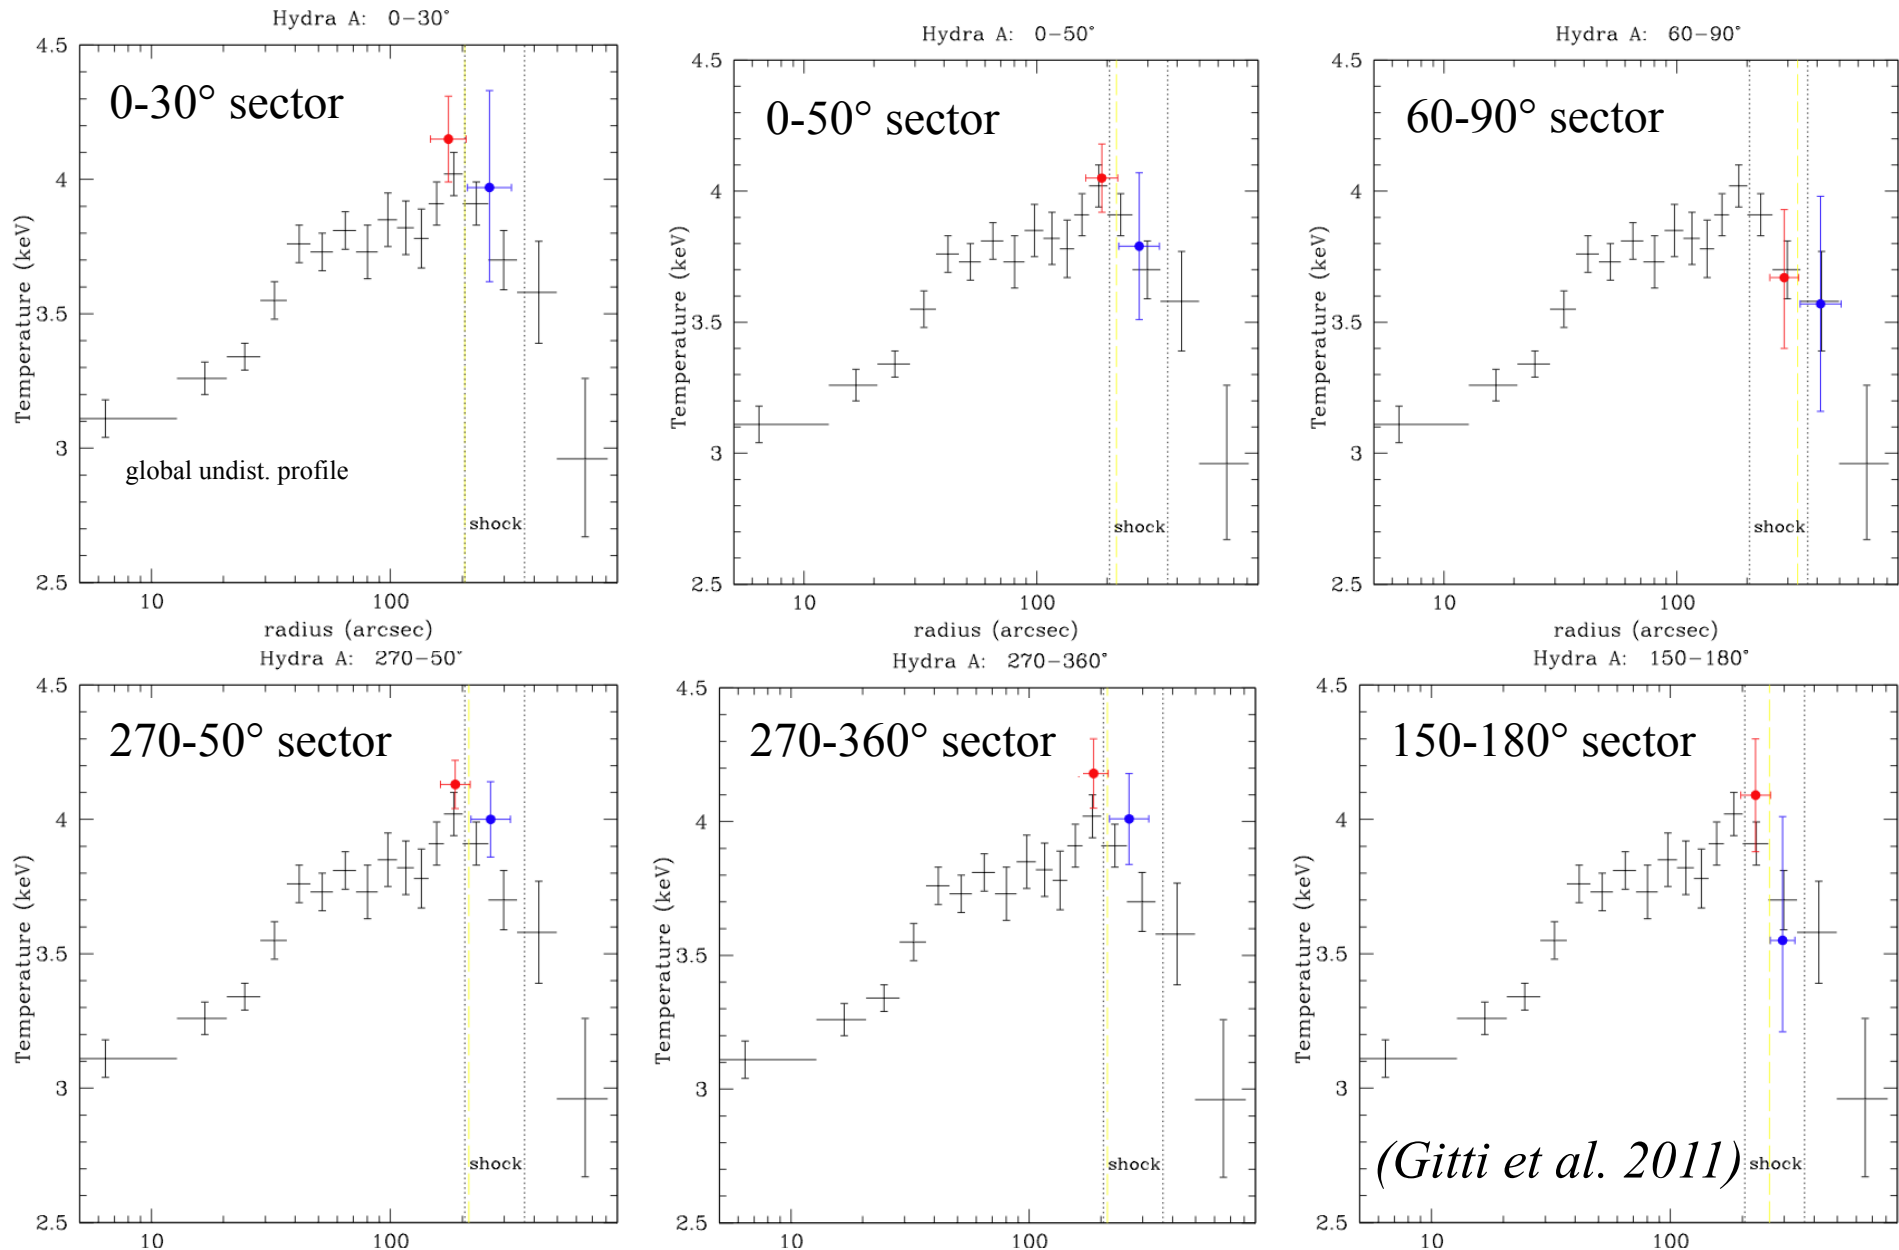 Hydra A: 0−30°
4.5
4
3.5
3
2.5
Temperature (keV)
0-30° sector
global undist. profile
shock
10
100
radius (arcsec)
Hydra A: 0−50°
4.5
4
3.5
3
2.5
Temperature (keV)
0-50° sector
shock
10
100
radius (arcsec)
Hydra A: 60−90°
4.5
4
3.5
3
2.5
Temperature (keV)
60-90° sector
shock
10
100
radius (arcsec)
Hydra A: 270−50°
4.5
4
3.5
3
2.5
Temperature (keV)
270-50° sector
shock
10
100
Hydra A: 270−360°
4.5
4
3.5
3
2.5
Temperature (keV)
270-360° sector
shock
10
100
Hydra A: 150−180°
4.5
4
3.5
3
2.5
Temperature (keV)
150-180° sector
(Gitti et al. 2011)
shock
10
100